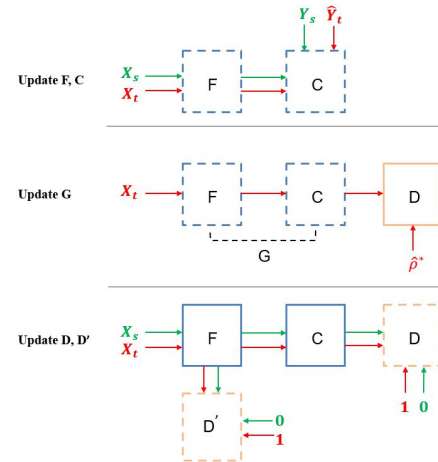 Y_s Ŷ_t
Update F, C X_s X_t F C
Update G X_t F C D
G ρ̂*
Update D, D′ X_s X_t F C D
1 0
D′ 0
1